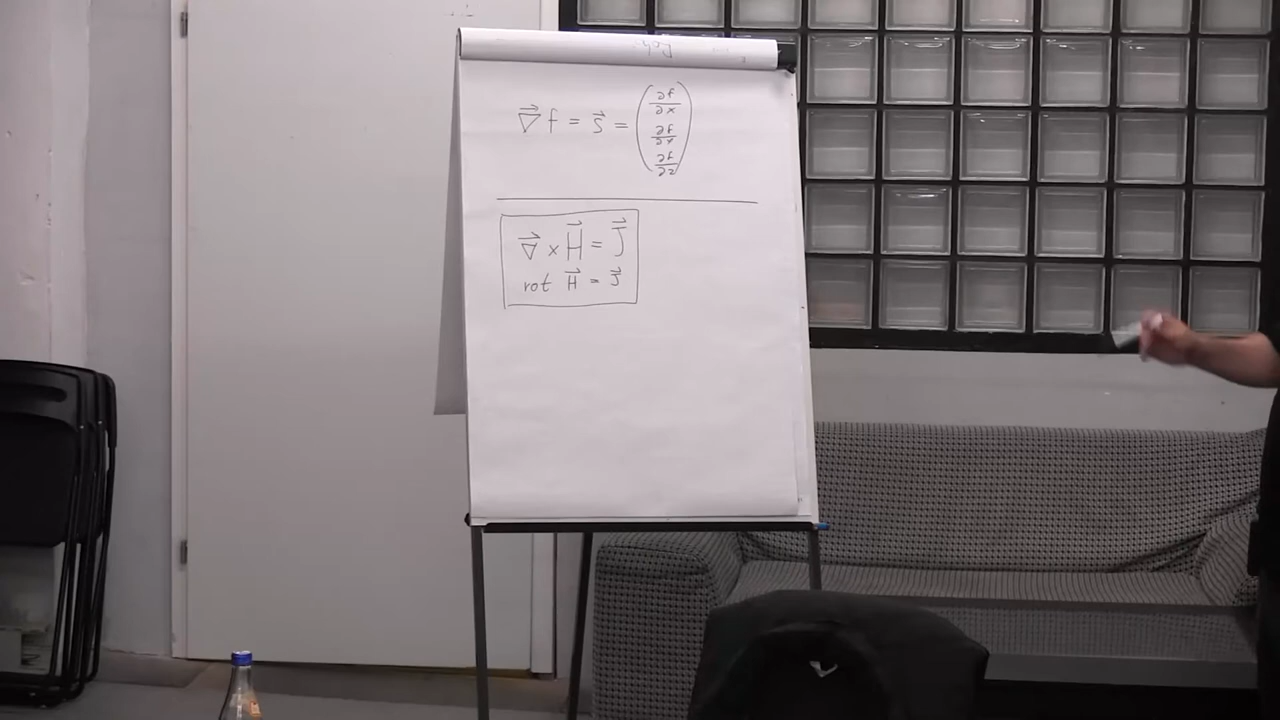 ∇⃗ f = s⃗ = (∂f/∂x ∂f/∂y ∂f/∂z)
∇⃗ × H⃗ = J⃗
rot H⃗ = J⃗